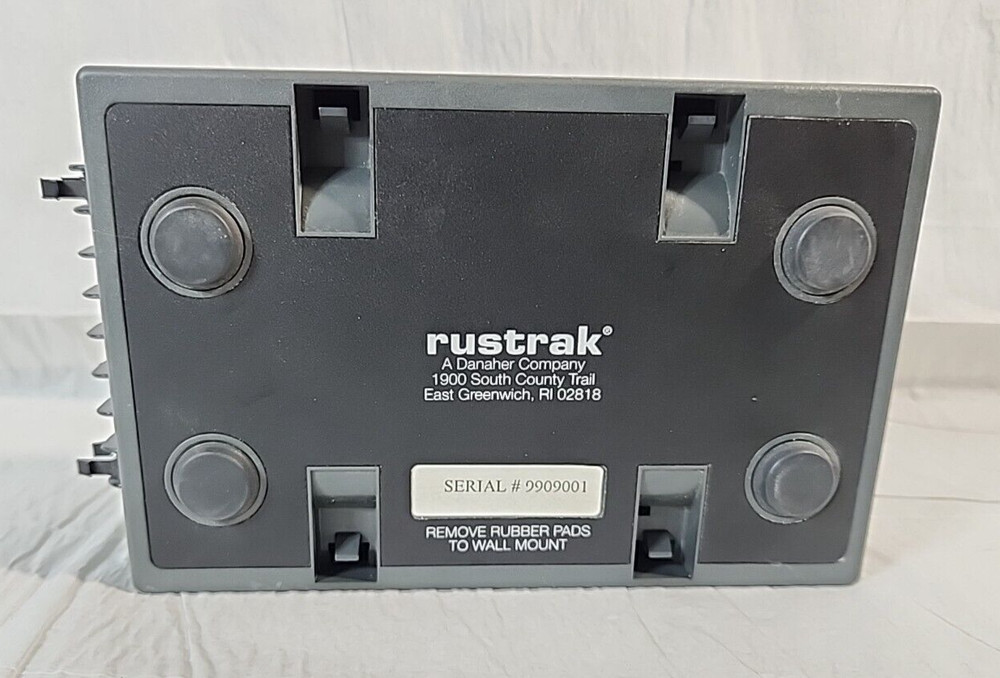 rustrak®
A Danaher Company
1900 South County Trail
East Greenwich, RI 02818
SERIAL # 9909001
REMOVE RUBBER PADS
TO WALL MOUNT